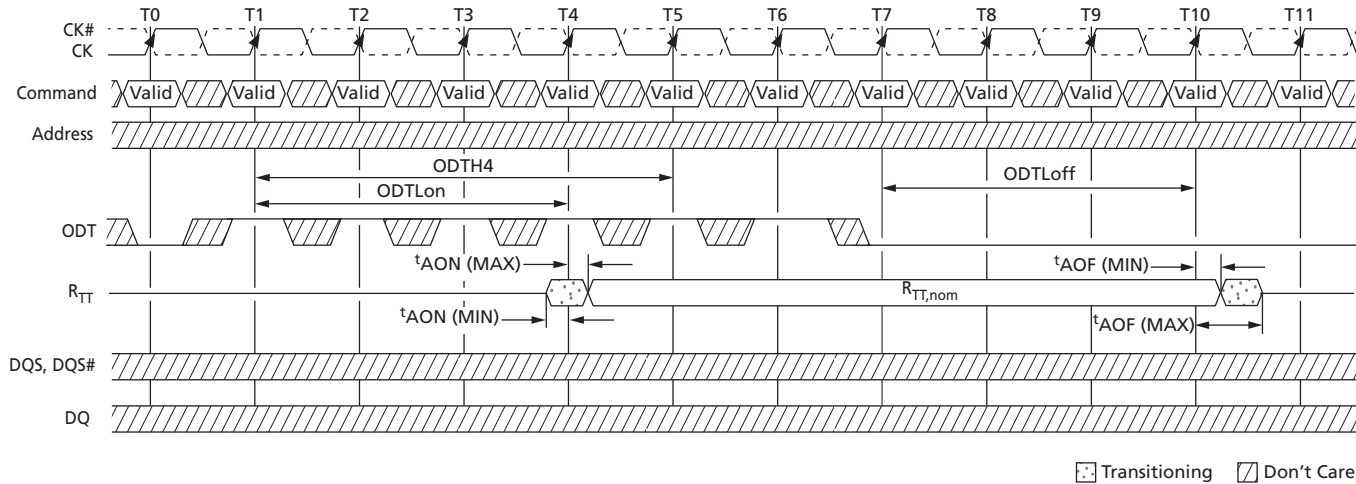 T0 T1 T2 T3 T4 T5 T6 T7 T8 T9 T10 T11
CK#
CK
Command Valid Valid Valid Valid Valid Valid Valid Valid Valid Valid Valid Valid
Address
ODTH4
ODTLon ODTLoff
ODT
tAON (MAX) tAOF (MIN)
RTT RTT,nom
tAON (MIN) tAOF (MAX)
DQS, DQS#
DQ
Transitioning Don't Care